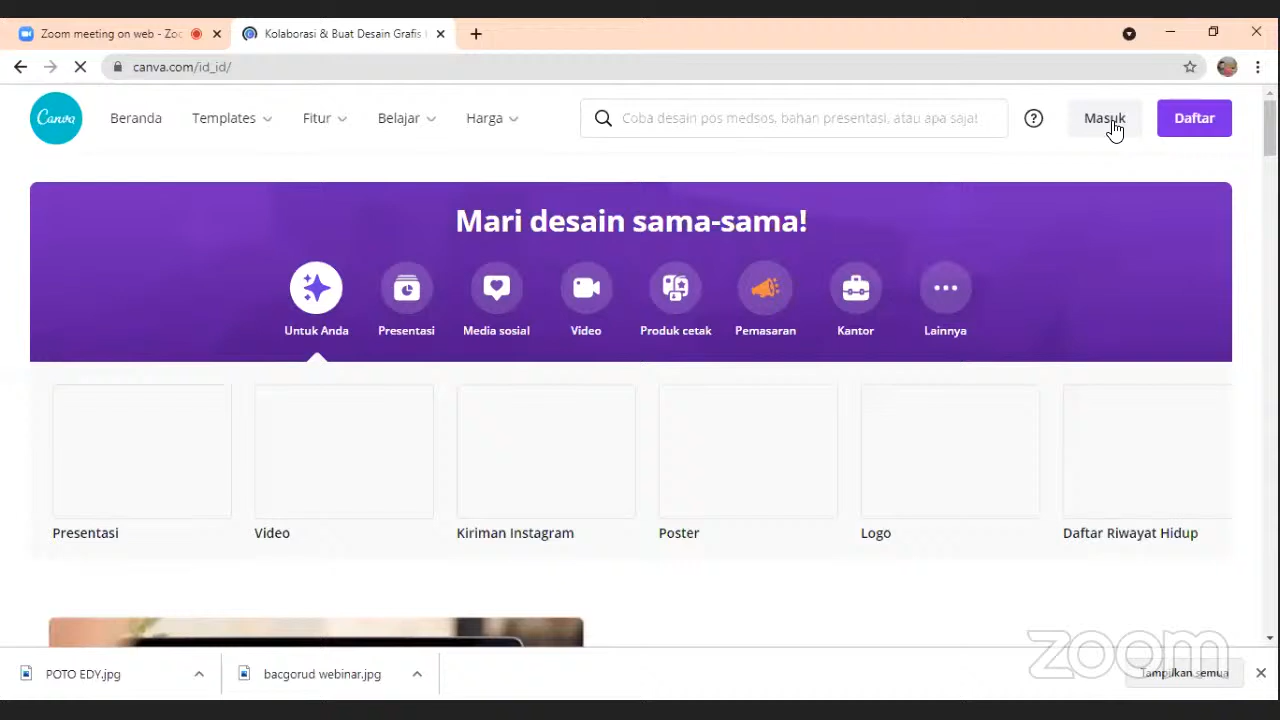 Zoom meeting on web - Zoo
Kolaborasi & Buat Desain Grafis
canva.com/id_id/
Canva
Beranda
Templates
Fitur
Belajar
Harga
Coba desain pos medsos, bahan presentasi, atau apa saja!
Masuk
Daftar
Mari desain sama-sama!
Untuk Anda
Presentasi
Media sosial
Video
Produk cetak
Pemasaran
Kantor
Lainnya
Presentasi
Video
Kiriman Instagram
Poster
Logo
Daftar Riwayat Hidup
POTO EDY.jpg
bacgorud webinar.jpg
Tampilkan semua
zoom